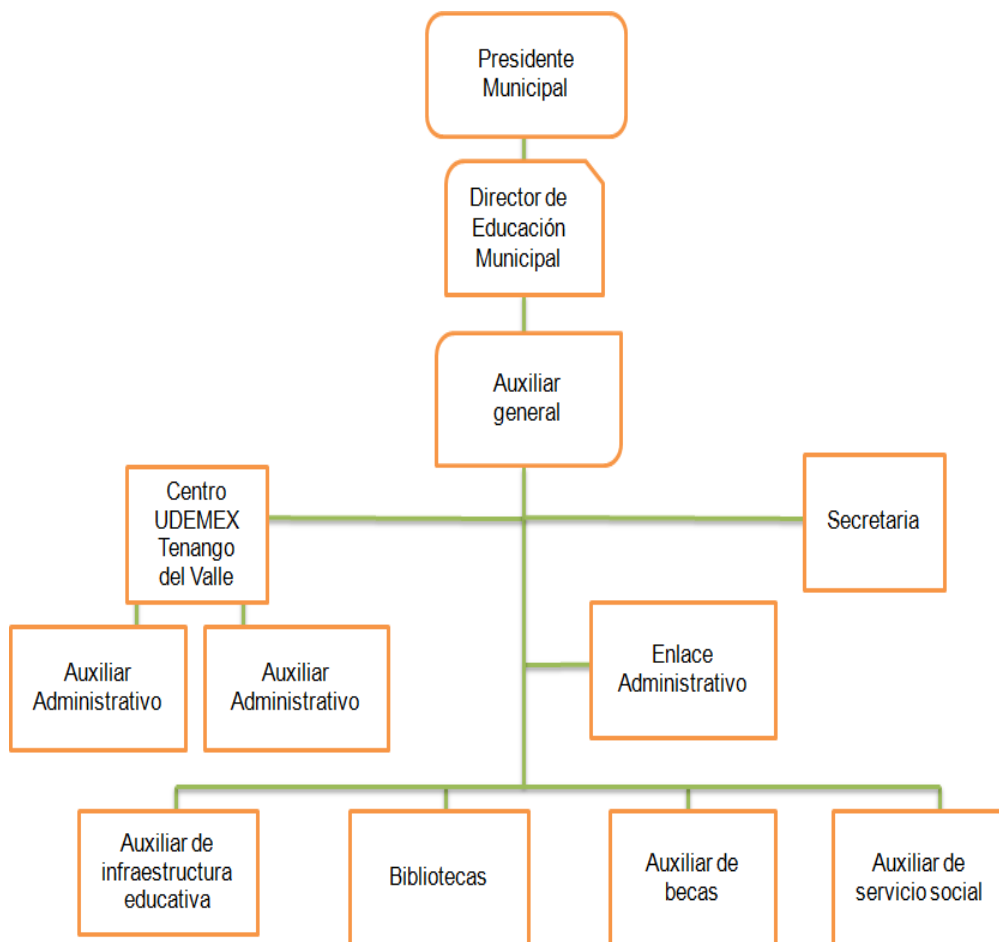 Presidente
Municipal
Director de
Educación
Municipal
Auxiliar
general
Centro
UDEMEX
Tenango
del Valle
Secretaria
Auxiliar
Administrativo
Auxiliar
Administrativo
Enlace
Administrativo
Auxiliar de
infraestructura
educativa
Bibliotecas
Auxiliar de
becas
Auxiliar de
servicio social